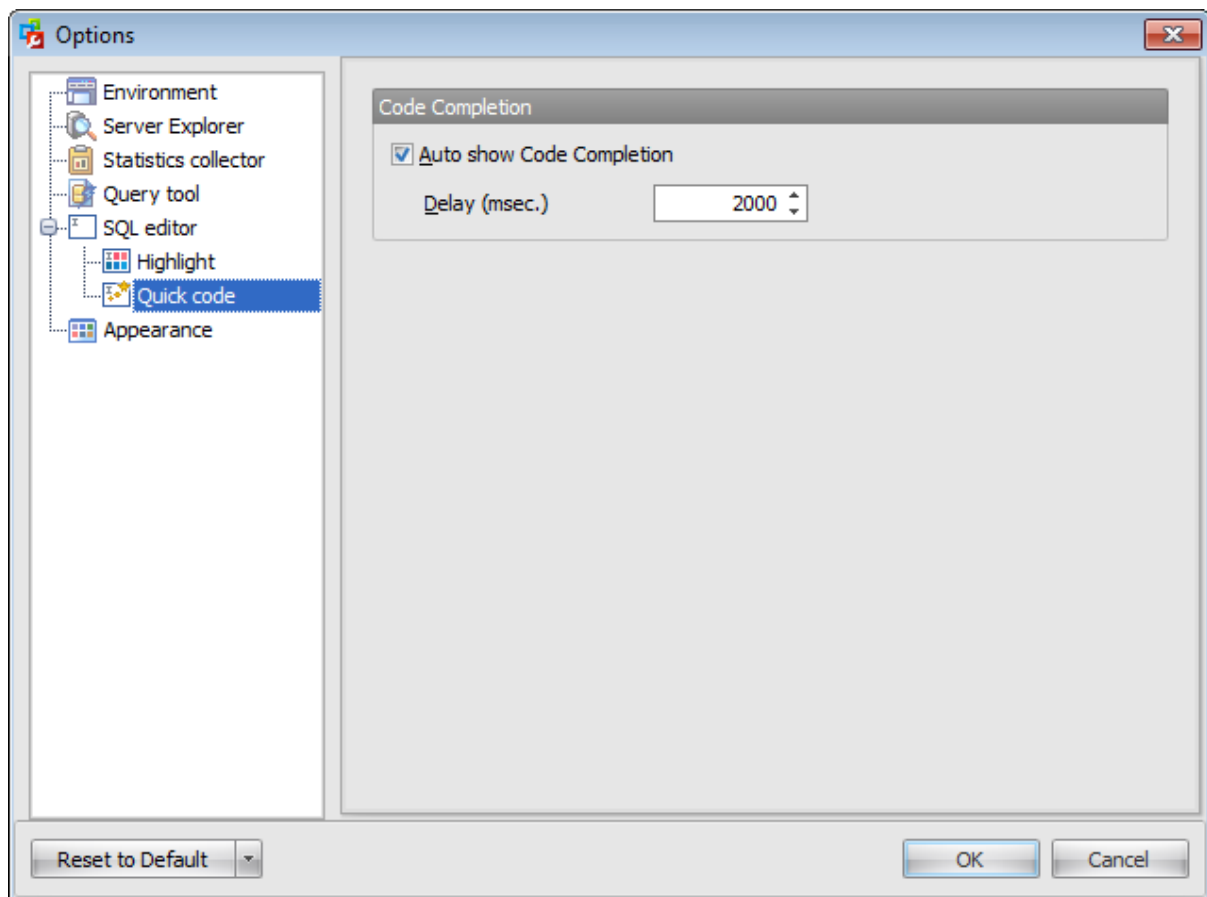 Options
Environment
Server Explorer
Statistics collector
Query tool
SQL editor
Highlight
Quick code
Appearance
Code Completion
Auto show Code Completion
Delay (msec.) 2000
Reset to Default
OK
Cancel